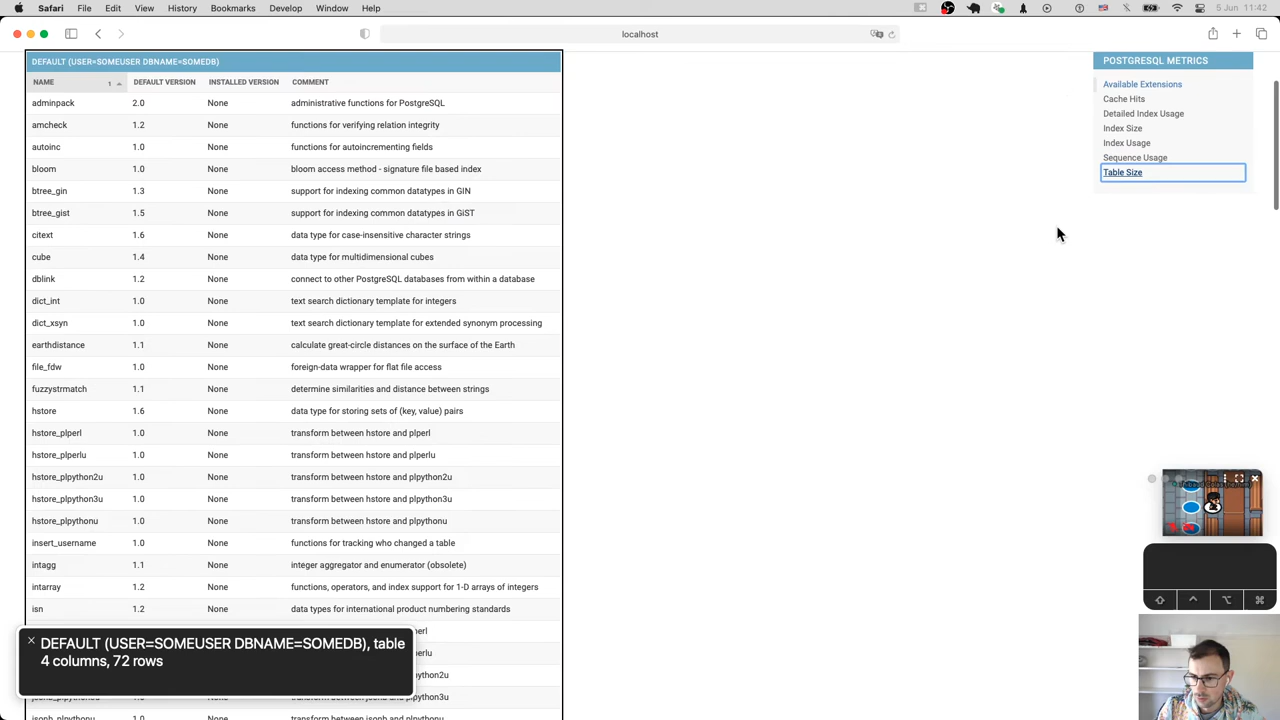 Safari File Edit View History Bookmarks Develop Window Help 5 Jun 11:42
localhost
DEFAULT (USER=SOMEUSER DBNAME=SOMEDB)
NAME 1 DEFAULT VERSION INSTALLED VERSION COMMENT
adminpack 2.0 None administrative functions for PostgreSQL
amcheck 1.2 None functions for verifying relation integrity
autoinc 1.0 None functions for autoincrementing fields
bloom 1.0 None bloom access method - signature file based index
btree_gin 1.3 None support for indexing common datatypes in GIN
btree_gist 1.5 None support for indexing common datatypes in GiST
citext 1.6 None data type for case-insensitive character strings
cube 1.4 None data type for multidimensional cubes
dblink 1.2 None connect to other PostgreSQL databases from within a database
dict_int 1.0 None text search dictionary template for integers
dict_xsyn 1.0 None text search dictionary template for extended synonym processing
earthdistance 1.1 None calculate great-circle distances on the surface of the Earth
file_fdw 1.0 None foreign-data wrapper for flat file access
fuzzystrmatch 1.1 None determine similarities and distance between strings
hstore 1.6 None data type for storing sets of (key, value) pairs
hstore_plperl 1.0 None transform between hstore and plperl
hstore_plperlu 1.0 None transform between hstore and plperlu
hstore_plpython2u 1.0 None transform between hstore and plpython2u
hstore_plpython3u 1.0 None transform between hstore and plpython3u
hstore_plpythonu 1.0 None transform between hstore and plpythonu
insert_username 1.0 None functions for tracking who changed a table
intagg 1.1 None integer aggregator and enumerator (obsolete)
intarray 1.2 None functions, operators, and index support for 1-D arrays of integers
isn 1.2 None data types for international product numbering standards
DEFAULT (USER=SOMEUSER DBNAME=SOMEDB), table
4 columns, 72 rows
POSTGRESQL METRICS
Available Extensions
Cache Hits
Detailed Index Usage
Index Size
Index Usage
Sequence Usage
Table Size